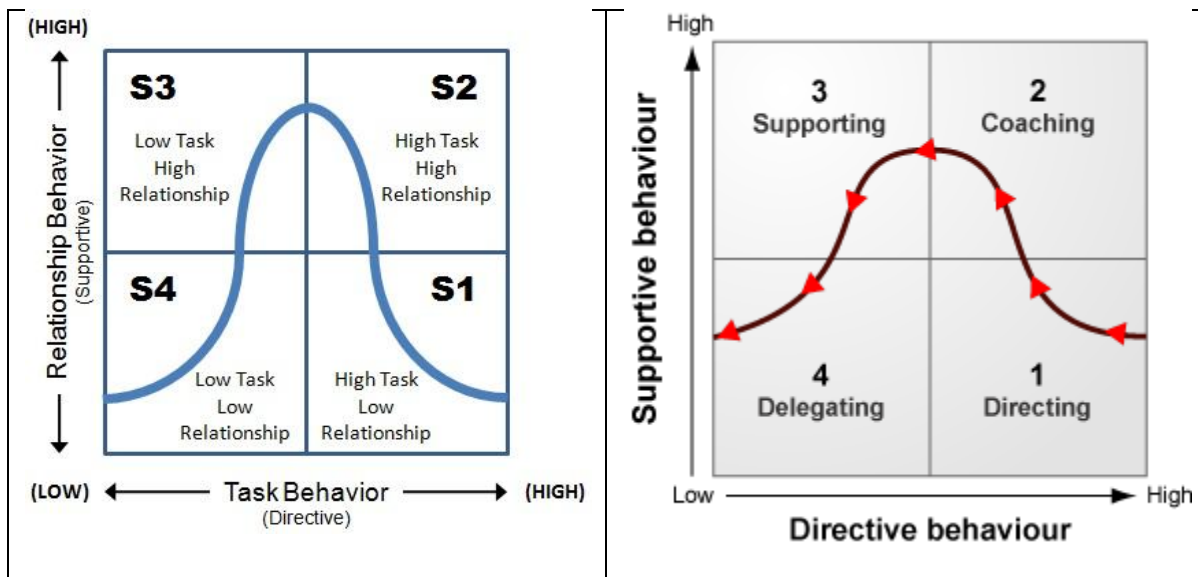 (HIGH)
S3
S2
Low Task
High
Relationship
High Task
High
Relationship
Relationship Behavior
(Supportive)
S4
S1
Low Task
Low
Relationship
High Task
Low
Relationship
(LOW)
Task Behavior
(Directive)
(HIGH)
High
Supportive behaviour
3
Supporting
2
Coaching
4
Delegating
1
Directing
Low
High
Directive behaviour